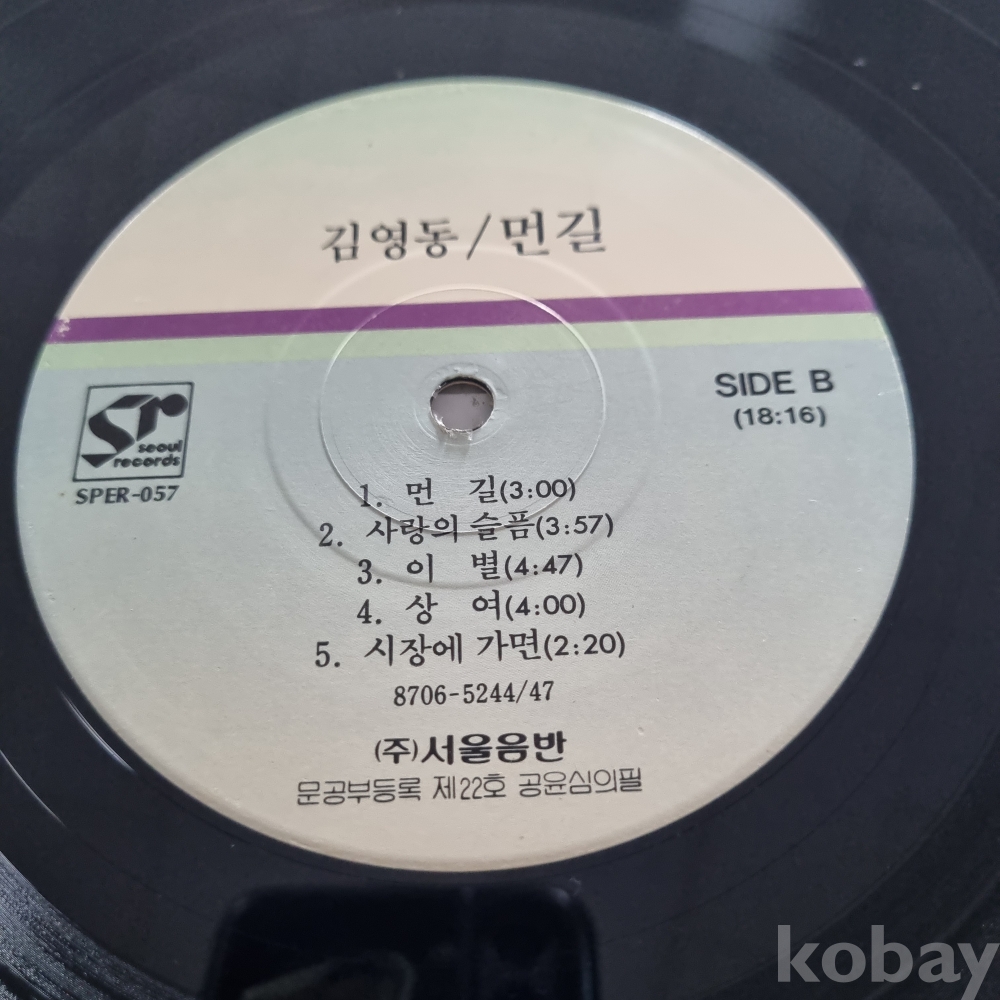 김영동/먼길
SIDE B
(18:16)
seoul
records
SPER-057
1. 먼 길(3:00)
2. 사랑의 슬픔(3:57)
3. 이 별(4:47)
4. 상 여(4:00)
5. 시장에 가면(2:20)
8706-5244/47
(주)서울음반
문공부등록 제22호 공윤심의필
kobay